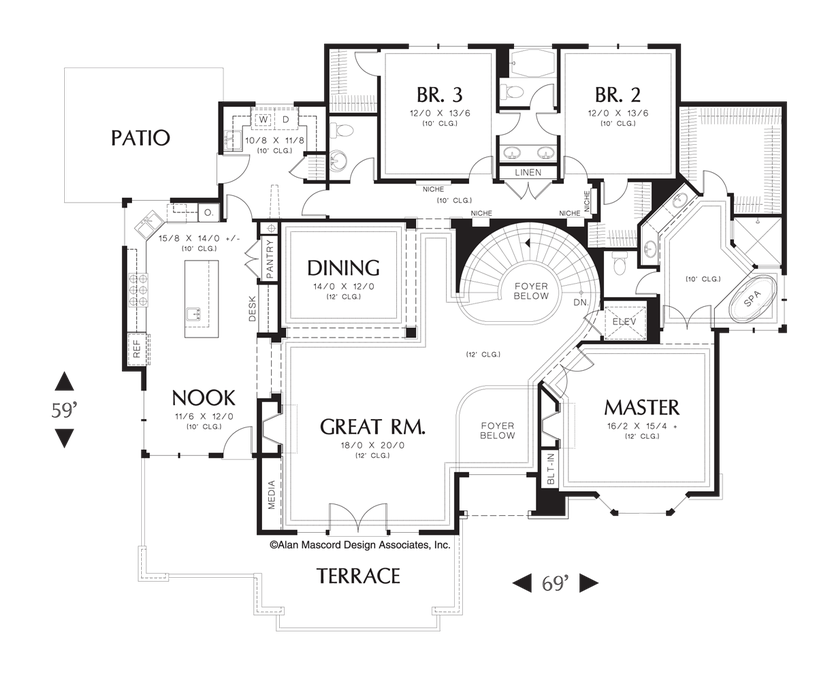 BR. 3
12/0 X 13/6
(10' CLG.)
BR. 2
12/0 X 13/6
(10' CLG.)
PATIO
W D
10/8 X 11/8
(10' CLG.)
LINEN
NICHE
(10' CLG.)
NICHE
NICHE
NICHE
15/8 X 14/0 +/-
(10' CLG.)
PANTRY
DINING
14/0 X 12/0
(12' CLG.)
FOYER
BELOW
DN.
(10' CLG.)
SPA
DESK
ELEV
REF
(12' CLG.)
59'
NOOK
11/6 X 12/0
(10' CLG.)
GREAT RM.
18/0 X 20/0
(12' CLG.)
FOYER
BELOW
MASTER
16/2 X 15/4 +
(12' CLG.)
BLT-IN
MEDIA
©Alan Mascord Design Associates, Inc.
TERRACE
69'